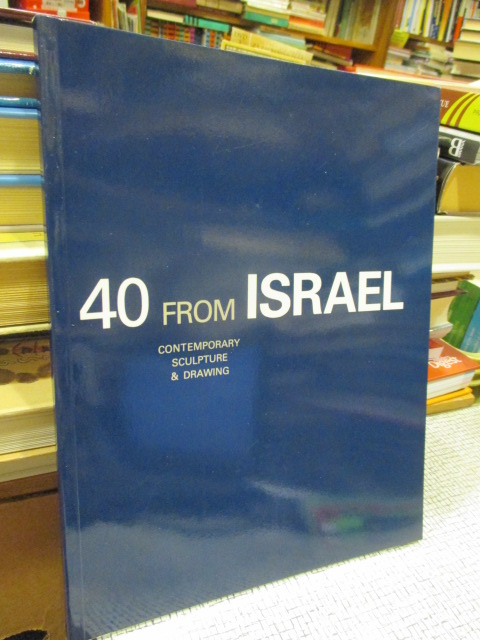 40 FROM ISRAEL
CONTEMPORARY
SCULPTURE
& DRAWING